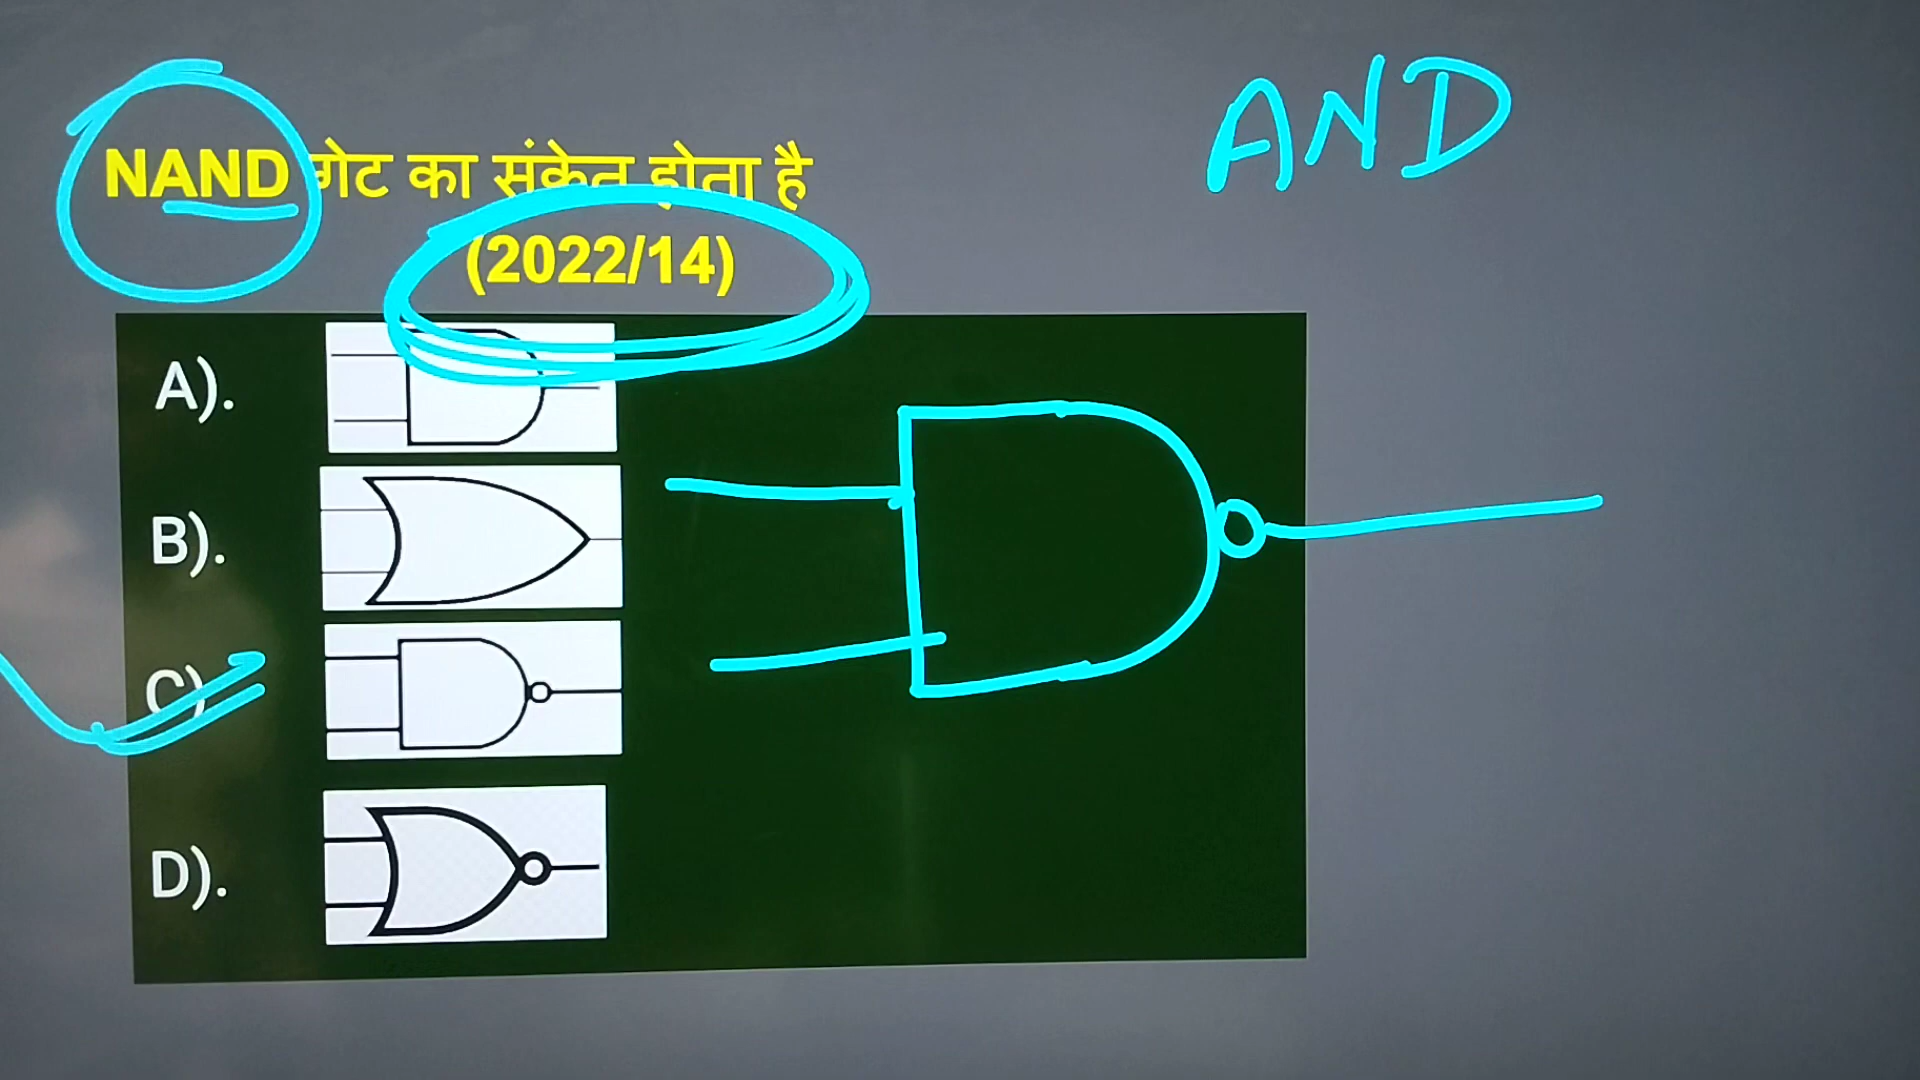 AND
NAND गेट का संकेत होता है
(2022/14)
A).
B).
C)
D).